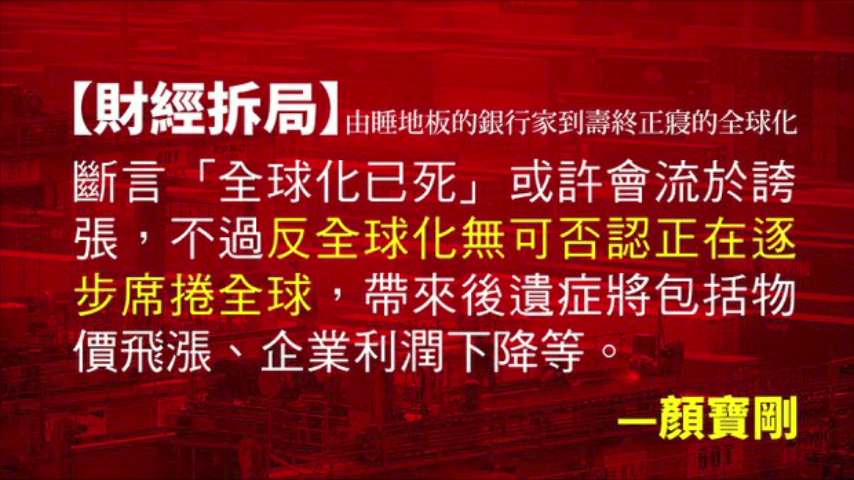 【財經拆局】由睡地板的銀行家到壽終正寢的全球化
斷言「全球化已死」或許會流於誇
張，不過反全球化無可否認正在逐
步席捲全球，帶來後遺症將包括物
價飛漲、企業利潤下降等。
—顏寶剛